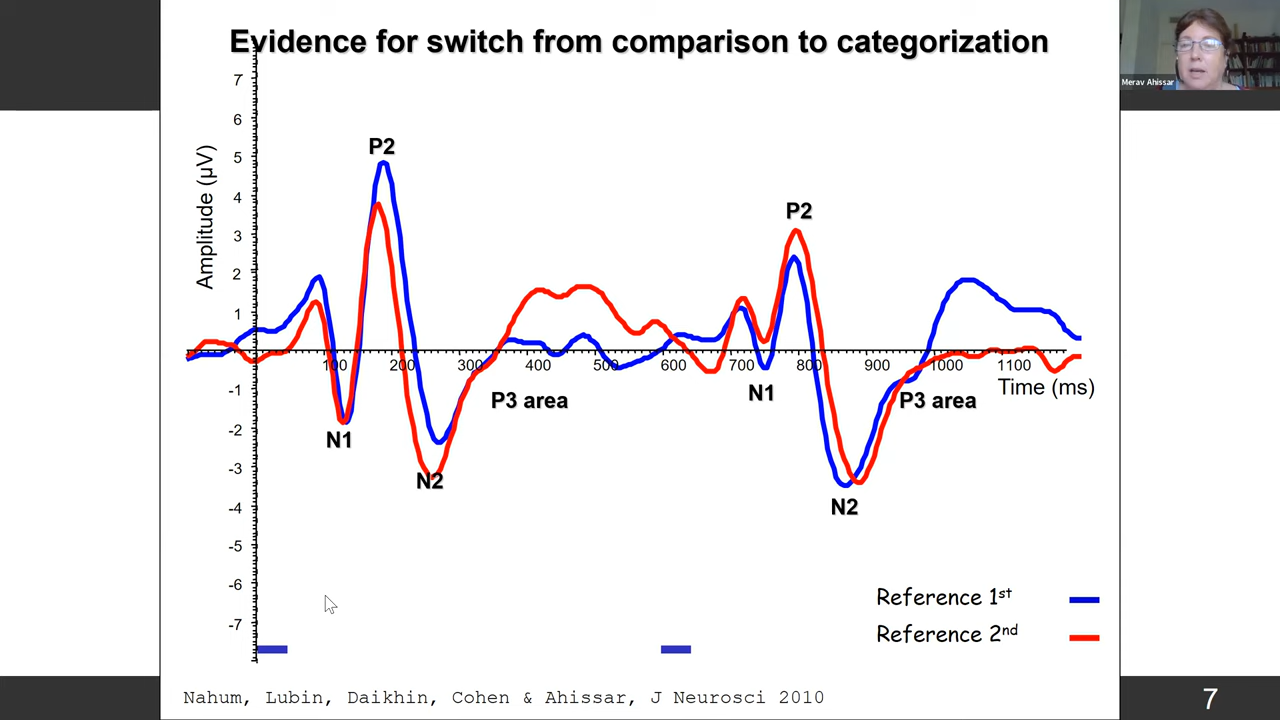 Evidence for switch from comparison to categorization
Merav Ahissar
Amplitude (µV)
7
6
5
4
3
2
1
-1
-2
-3
-4
-5
-6
-7
P2
N1
N2
P3 area
P2
N1
N2
P3 area
100 200 300 400 500 600 700 800 900 1000 1100
Time (ms)
Reference 1st
Reference 2nd
Nahum, Lubin, Daikhin, Cohen & Ahissar, J Neurosci 2010
7